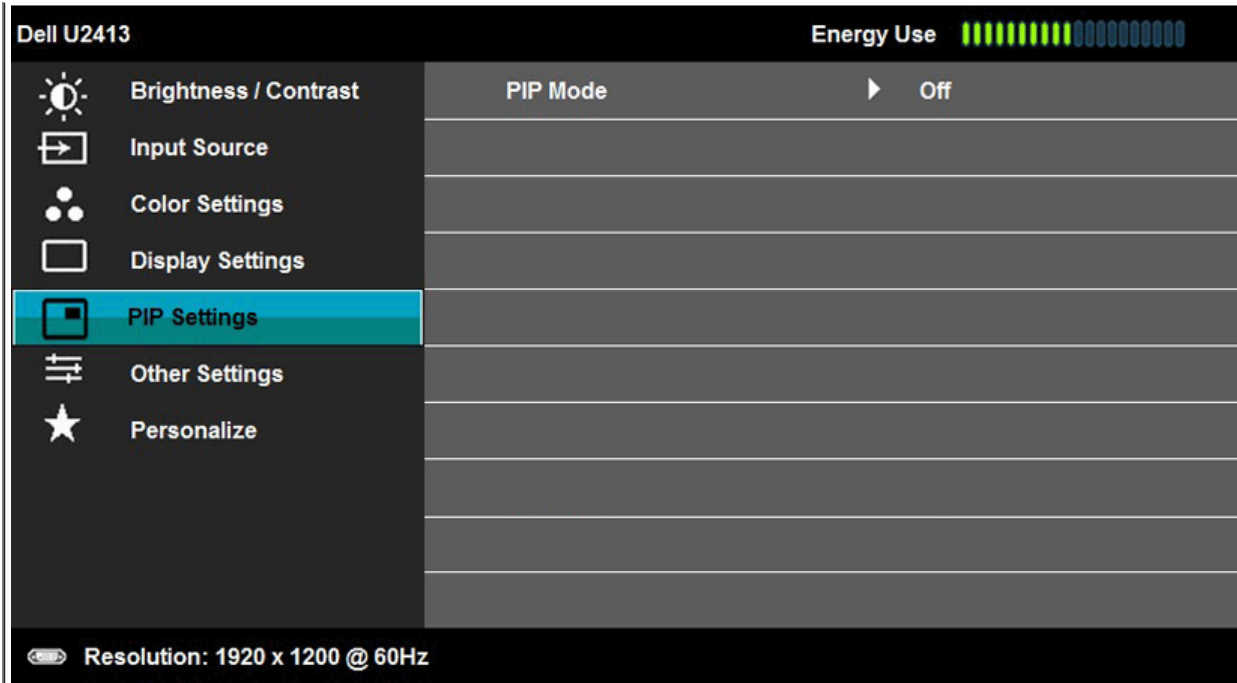 Dell U2413 Energy Use
Brightness / Contrast PIP Mode Off
Input Source
Color Settings
Display Settings
PIP Settings
Other Settings
Personalize
Resolution: 1920 x 1200 @ 60Hz